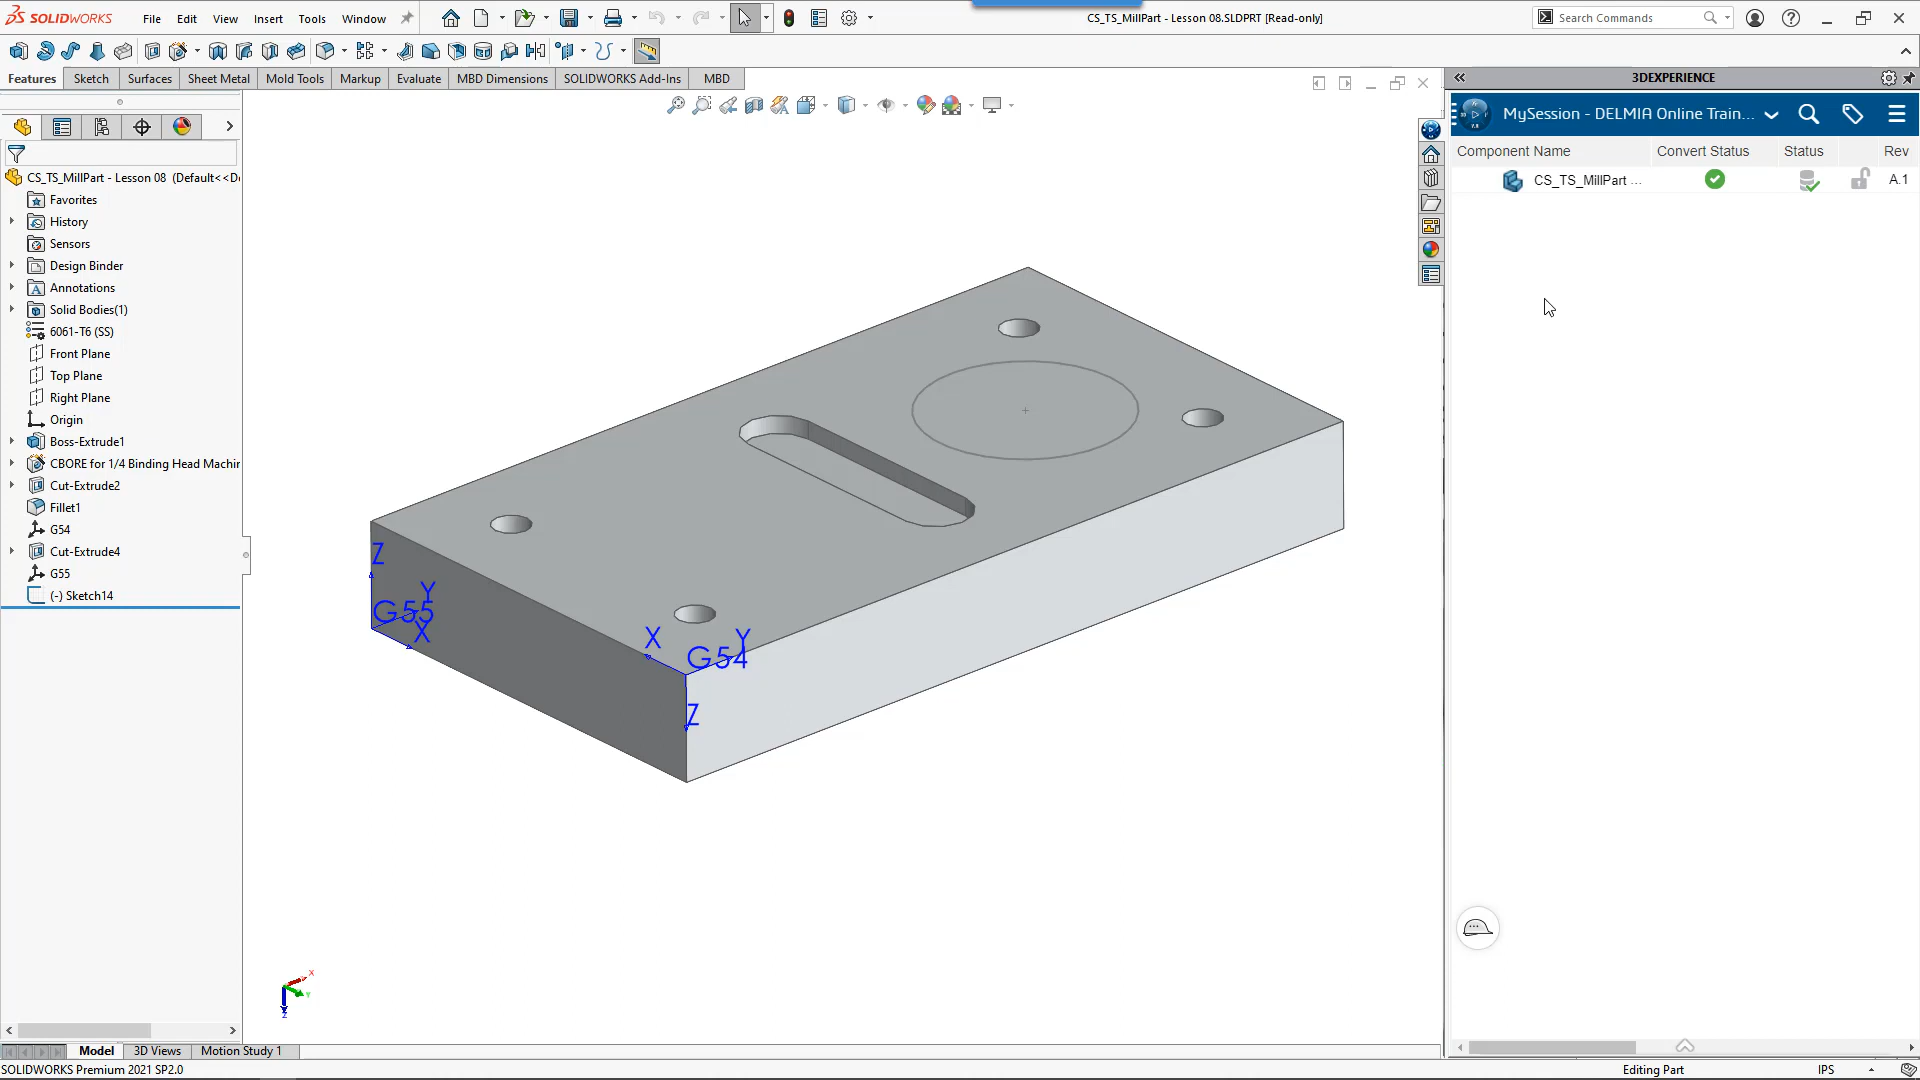 SOLIDWORKS
File
Edit
View
Insert
Tools
Window
CS_TS_MillPart - Lesson 08.SLDPRT [Read-only]
Search Commands
Features
Sketch
Surfaces
Sheet Metal
Mold Tools
Markup
Evaluate
MBD Dimensions
SOLIDWORKS Add-Ins
MBD
3DEXPERIENCE
MySession - DELMIA Online Train...
Component Name
Convert Status
Status
Rev
CS_TS_MillPart ...
A.1
CS_TS_MillPart - Lesson 08 (Default<<De
Favorites
History
Sensors
Design Binder
Annotations
Solid Bodies(1)
6061-T6 (SS)
Front Plane
Top Plane
Right Plane
Origin
Boss-Extrude1
CBORE for 1/4 Binding Head Machin
Cut-Extrude2
Fillet1
G54
Cut-Extrude4
G55
(-) Sketch14
Z
Y
G55
X
X
Y
G54
Z
X
Y
Z
Model
3D Views
Motion Study 1
SOLIDWORKS Premium 2021 SP2.0
Editing Part
IPS